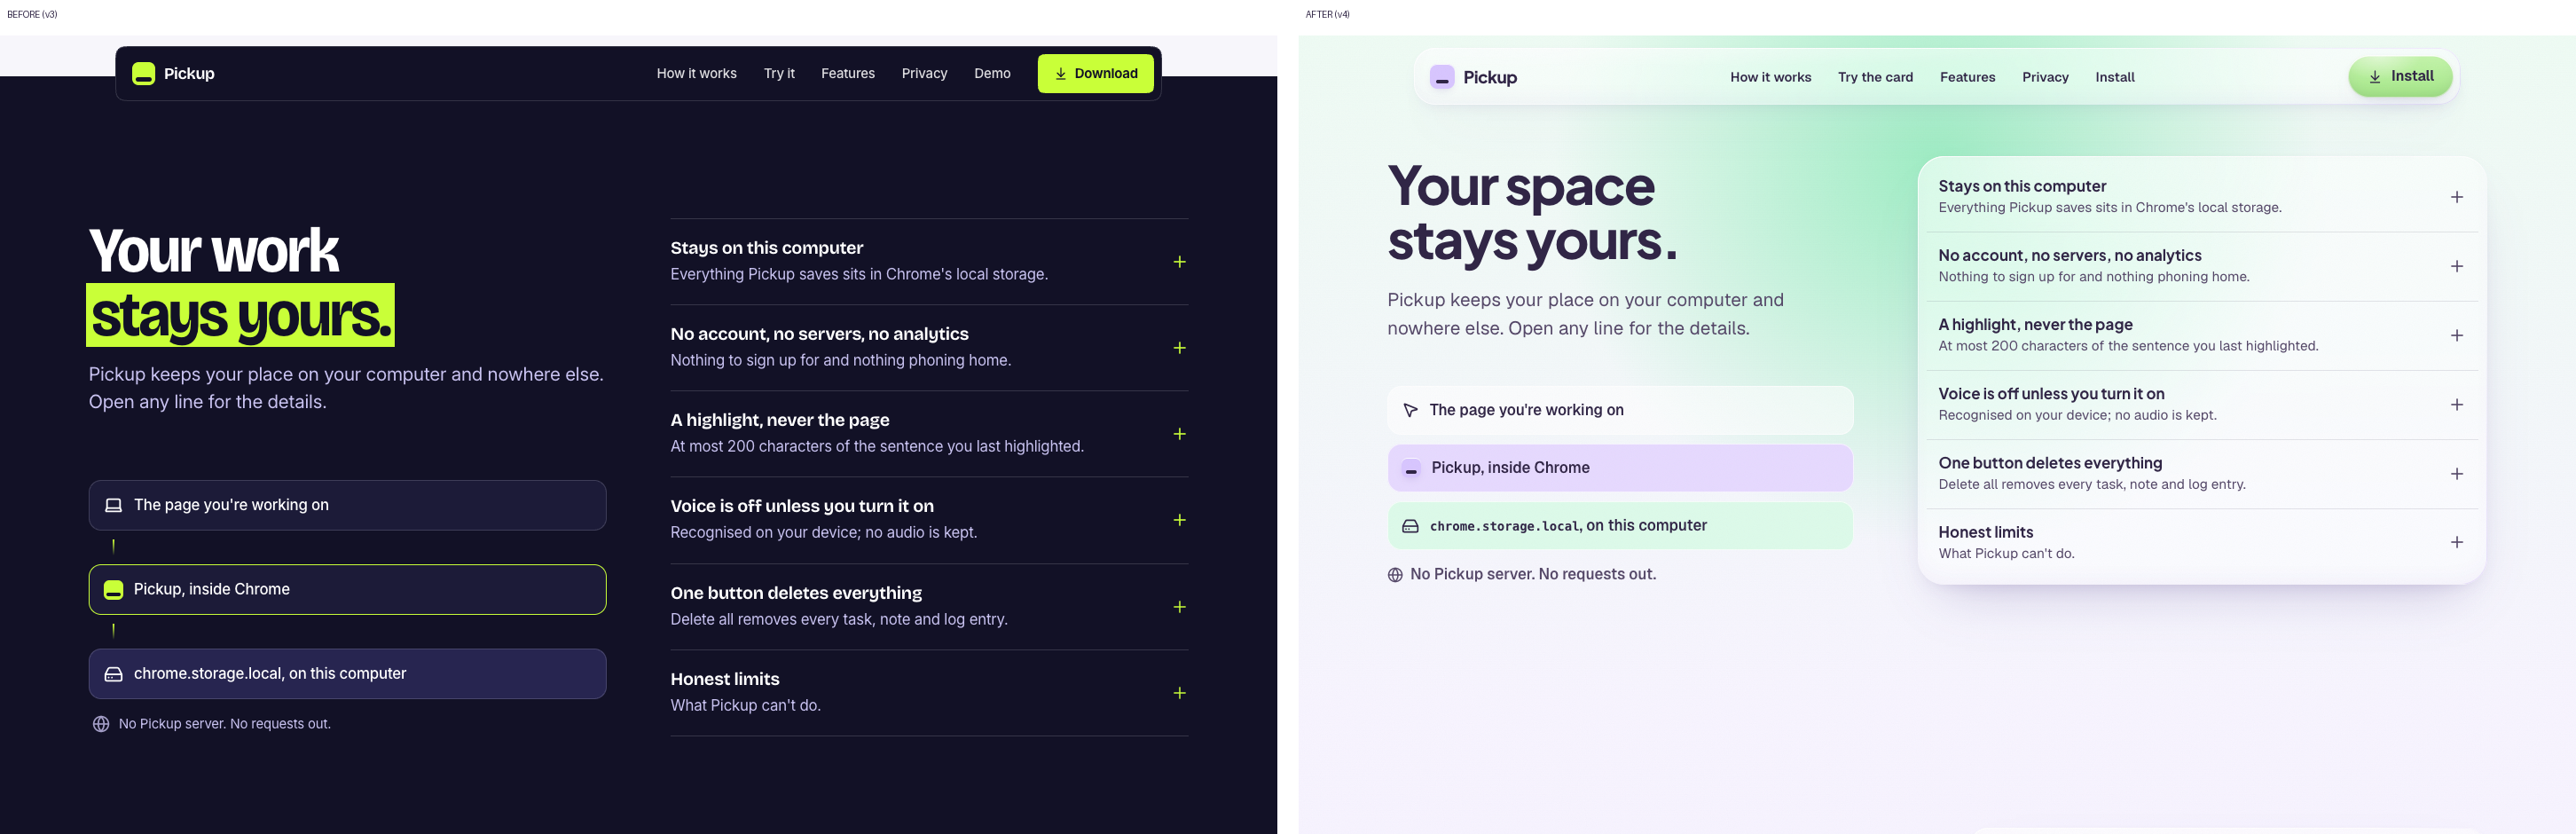 BEFORE (v3)
Pickup
How it works
Try it
Features
Privacy
Demo
Download
Your work
stays yours.
Pickup keeps your place on your computer and nowhere else.
Open any line for the details.
The page you're working on
Pickup, inside Chrome
chrome.storage.local, on this computer
No Pickup server. No requests out.
Stays on this computer
Everything Pickup saves sits in Chrome's local storage.
No account, no servers, no analytics
Nothing to sign up for and nothing phoning home.
A highlight, never the page
At most 200 characters of the sentence you last highlighted.
Voice is off unless you turn it on
Recognised on your device; no audio is kept.
One button deletes everything
Delete all removes every task, note and log entry.
Honest limits
What Pickup can't do.
AFTER (v4)
Pickup
How it works
Try the card
Features
Privacy
Install
Install
Your space
stays yours.
Pickup keeps your place on your computer and
nowhere else. Open any line for the details.
The page you're working on
Pickup, inside Chrome
chrome.storage.local, on this computer
No Pickup server. No requests out.
Stays on this computer
Everything Pickup saves sits in Chrome's local storage.
No account, no servers, no analytics
Nothing to sign up for and nothing phoning home.
A highlight, never the page
At most 200 characters of the sentence you last highlighted.
Voice is off unless you turn it on
Recognised on your device; no audio is kept.
One button deletes everything
Delete all removes every task, note and log entry.
Honest limits
What Pickup can't do.